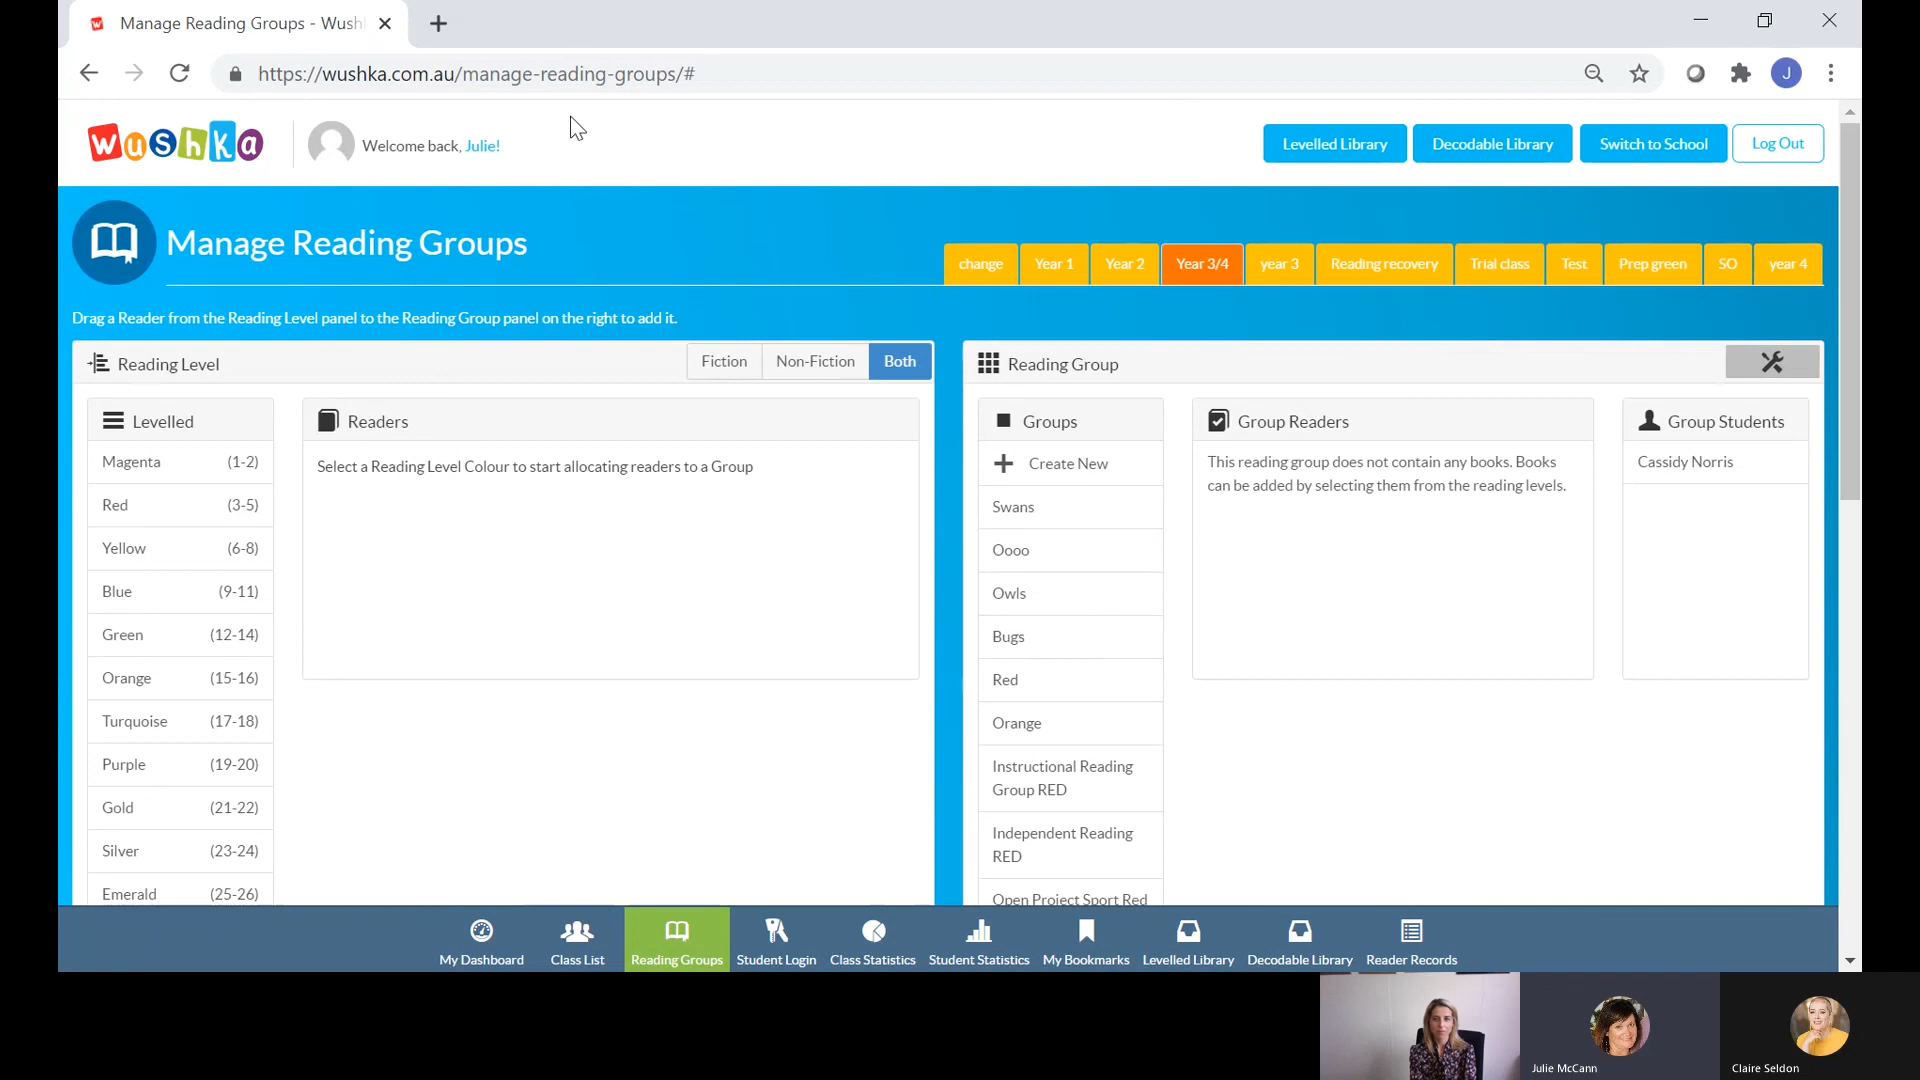 Manage Reading Groups - Wush
https://wushka.com.au/manage-reading-groups/#
J
wushka
Welcome back, Julie!
Levelled Library
Decodable Library
Switch to School
Log Out
Manage Reading Groups
change
Year 1
Year 2
Year 3/4
year 3
Reading recovery
Trial class
Test
Prep green
SO
year 4
Drag a Reader from the Reading Level panel to the Reading Group panel on the right to add it.
Reading Level
Fiction
Non-Fiction
Both
Levelled
Magenta (1-2)
Red (3-5)
Yellow (6-8)
Blue (9-11)
Green (12-14)
Orange (15-16)
Turquoise (17-18)
Purple (19-20)
Gold (21-22)
Silver (23-24)
Emerald (25-26)
Readers
Select a Reading Level Colour to start allocating readers to a Group
Reading Group
Groups
Create New
Swans
Oooo
Owls
Bugs
Red
Orange
Instructional Reading
Group RED
Independent Reading
RED
Open Project Sport Red
Group Readers
This reading group does not contain any books. Books
can be added by selecting them from the reading levels.
Group Students
Cassidy Norris
My Dashboard
Class List
Reading Groups
Student Login
Class Statistics
Student Statistics
My Bookmarks
Levelled Library
Decodable Library
Reader Records
Julie McCann
Claire Seldon